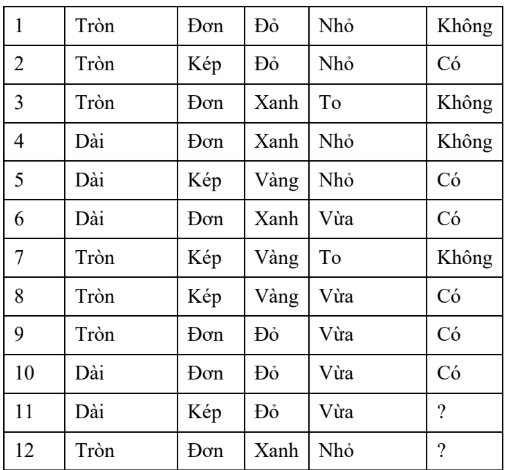 1 Tròn Đơn Đỏ Nhỏ Không
2 Tròn Kép Đỏ Nhỏ Có
3 Tròn Đơn Xanh To Không
4 Dài Đơn Xanh Nhỏ Không
5 Dài Kép Vàng Nhỏ Có
6 Dài Đơn Xanh Vừa Có
7 Tròn Kép Vàng To Không
8 Tròn Kép Vàng Vừa Có
9 Tròn Đơn Đỏ Vừa Có
10 Dài Đơn Đỏ Vừa Có
11 Dài Kép Đỏ Vừa ?
12 Tròn Đơn Xanh Nhỏ ?